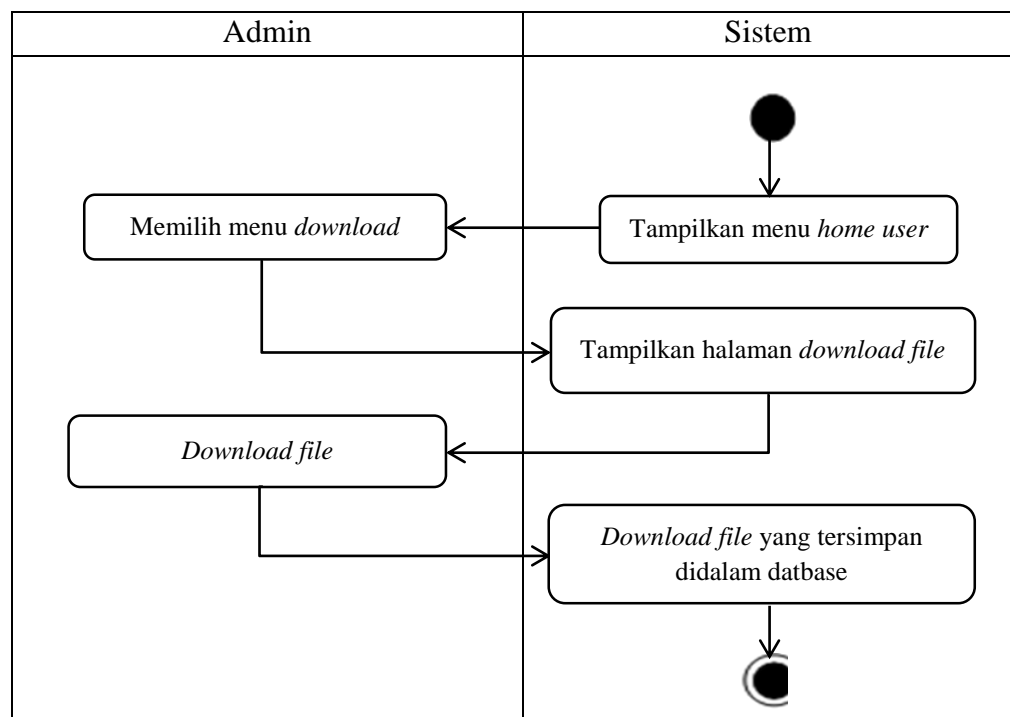 Admin
Sistem
Tampilkan menu home user
Memilih menu download
Tampilkan halaman download file
Download file
Download file yang tersimpan
didalam datbase